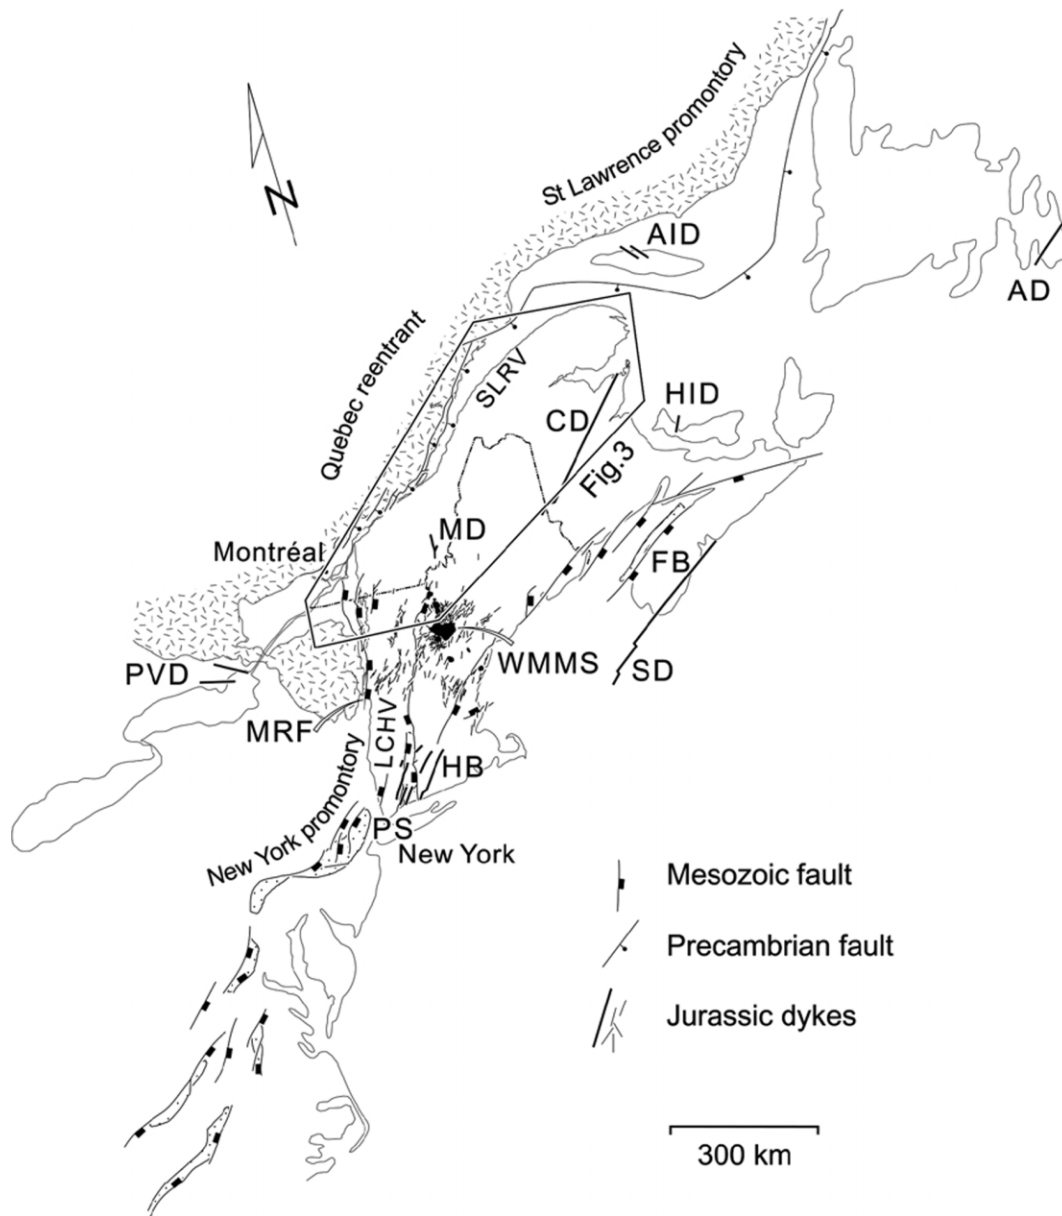 St Lawrence promontory
N
AID
AD
Quebec reentrant
SLRV
HID
CD
Fig.3
MD
Montréal
FB
WMMS
SD
PVD
MRF
LCHV
HB
New York promontory
PS
New York
Mesozoic fault
Precambrian fault
Jurassic dykes
300 km